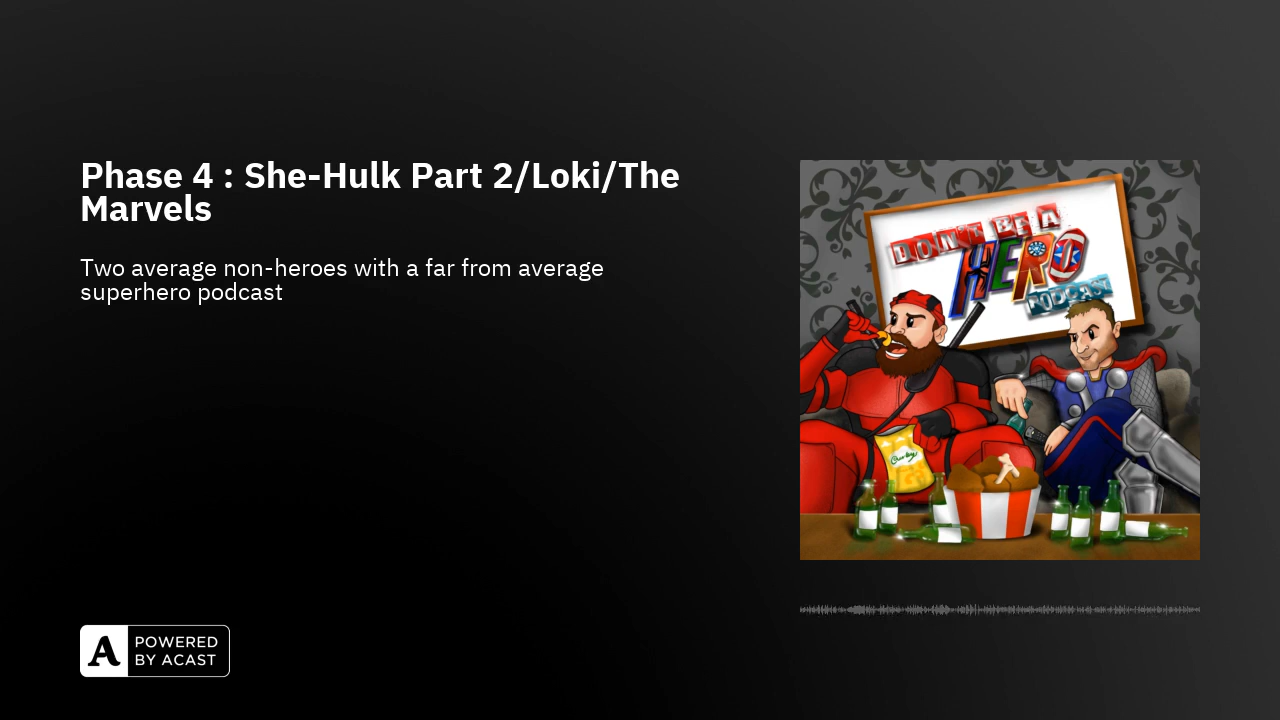 Phase 4 : She-Hulk Part 2/Loki/The
Marvels
Two average non-heroes with a far from average
superhero podcast
DON'T BE A
HERO
PODCAST
POWERED
BY ACAST